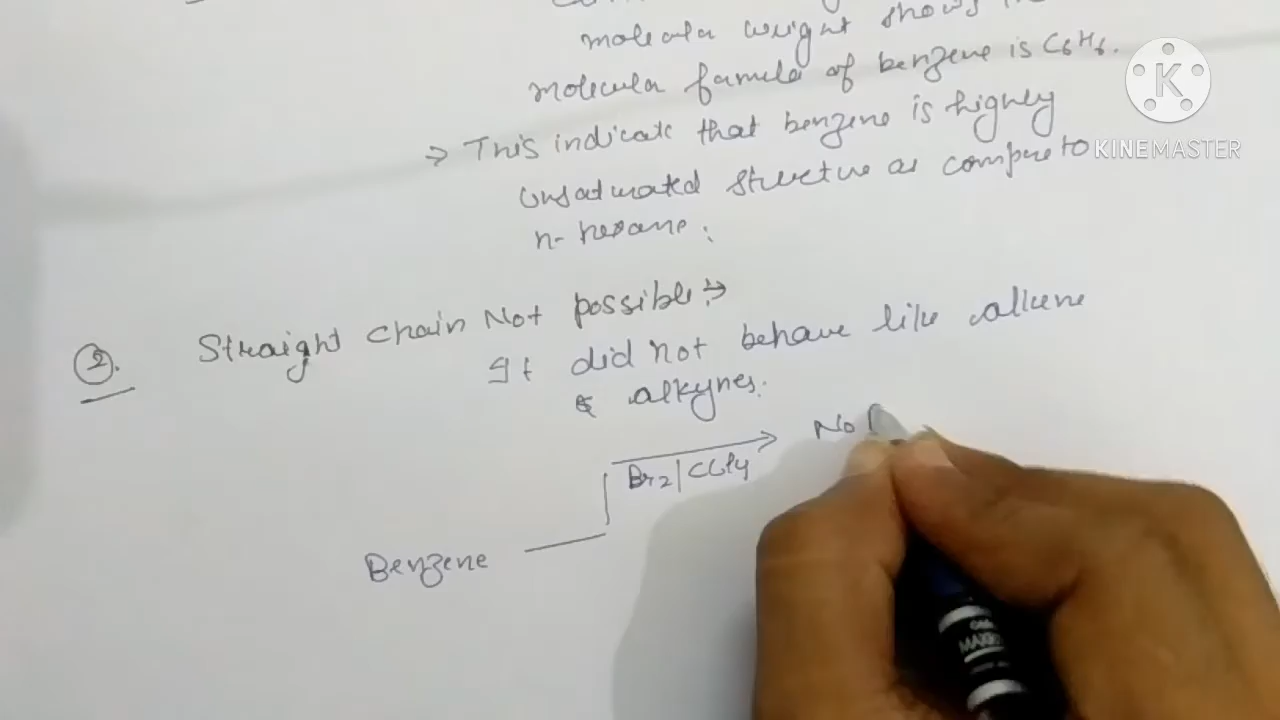 molecular weight shows
molecular formula of benzene is C6H6.
K
KINEMASTER
⇒ This indicate that benzene is highly
unsaturated structure as compare to
n-hexane.
②. Straight chain Not possible:→
It did not behave like alkene
& alkynes.
No
Br2/CCl4
Benzene
MAX